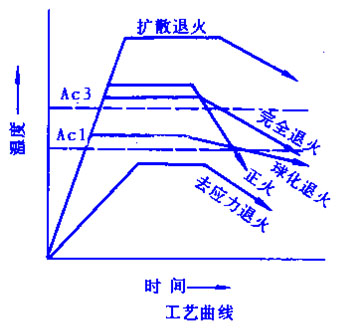 扩散退火
Ac3
Ac1
温度
完全退火
球化退火
正火
去应力退火
时间
工艺曲线